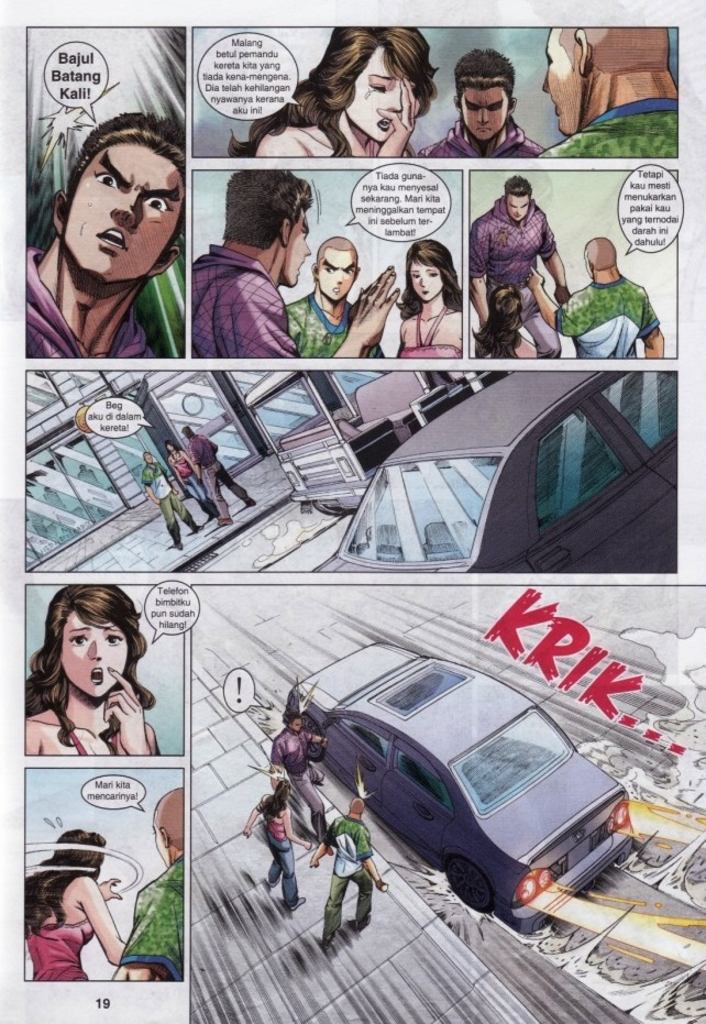 Bajul
Batang
Kali!
Malang
betul pemandu
kereta kita yang
tiada kena-mengena.
Dia telah kehilangan
nyawanya kerana
aku ini!
Tiada guna-
nya kau menyesal
sekarang. Mari kita
meninggalkan tempat
ini sebelum ter-
lambat!
Tetapi
kau mesti
menukarkan
pakai kau
yang ternodai
darah ini
dahulu!
Beg
aku di dalam
kereta!
Telefon
bimbitku
pun sudah
hilang!
!
KRIK...
Mari kita
mencarinya!
19